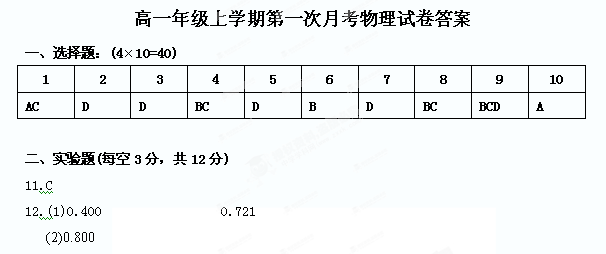 高一年级上学期第一次月考物理试卷答案
一、选择题：(4×10=40)
1 2 3 4 5 6 7 8 9 10
AC D D BC D B D BC BCD A
二、实验题(每空3分，共12分)
11.C
12.(1)0.400 0.721
(2)0.800